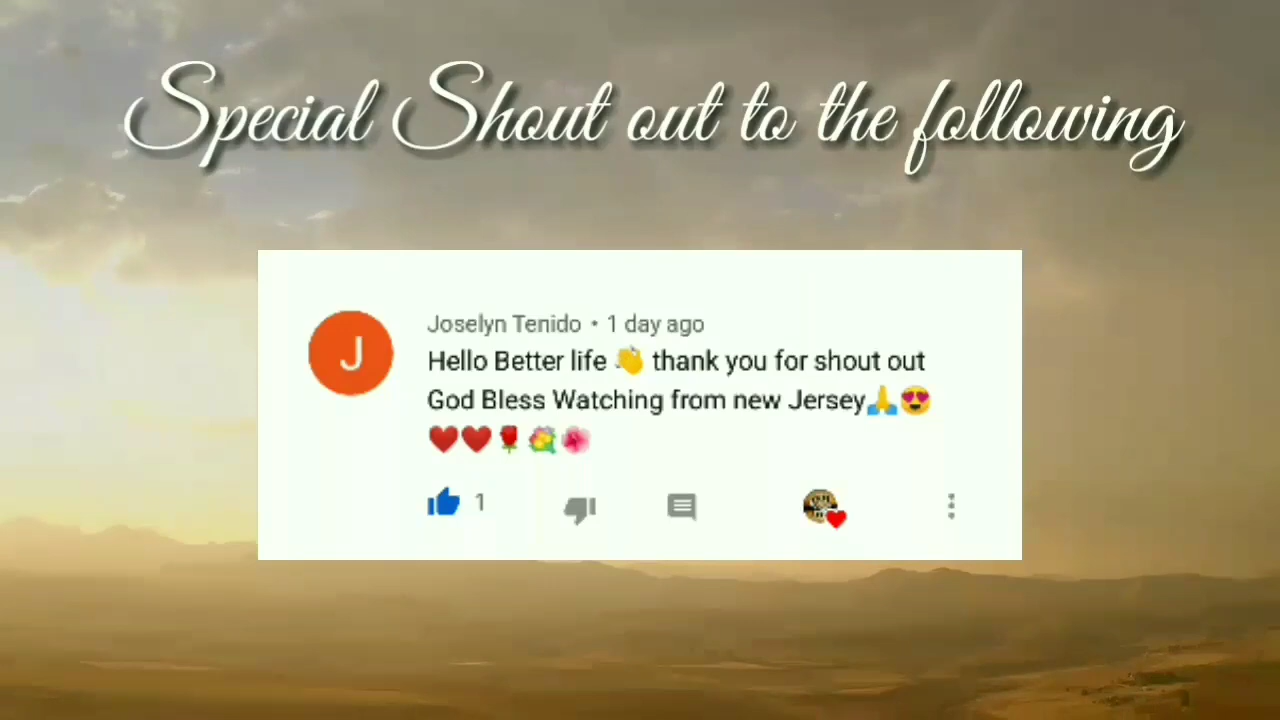 Special Shout out to the following
J
Joselyn Tenido • 1 day ago
Hello Better life 👏 thank you for shout out
God Bless Watching from new Jersey🙏😍
❤️❤️🌹💐🌺
1